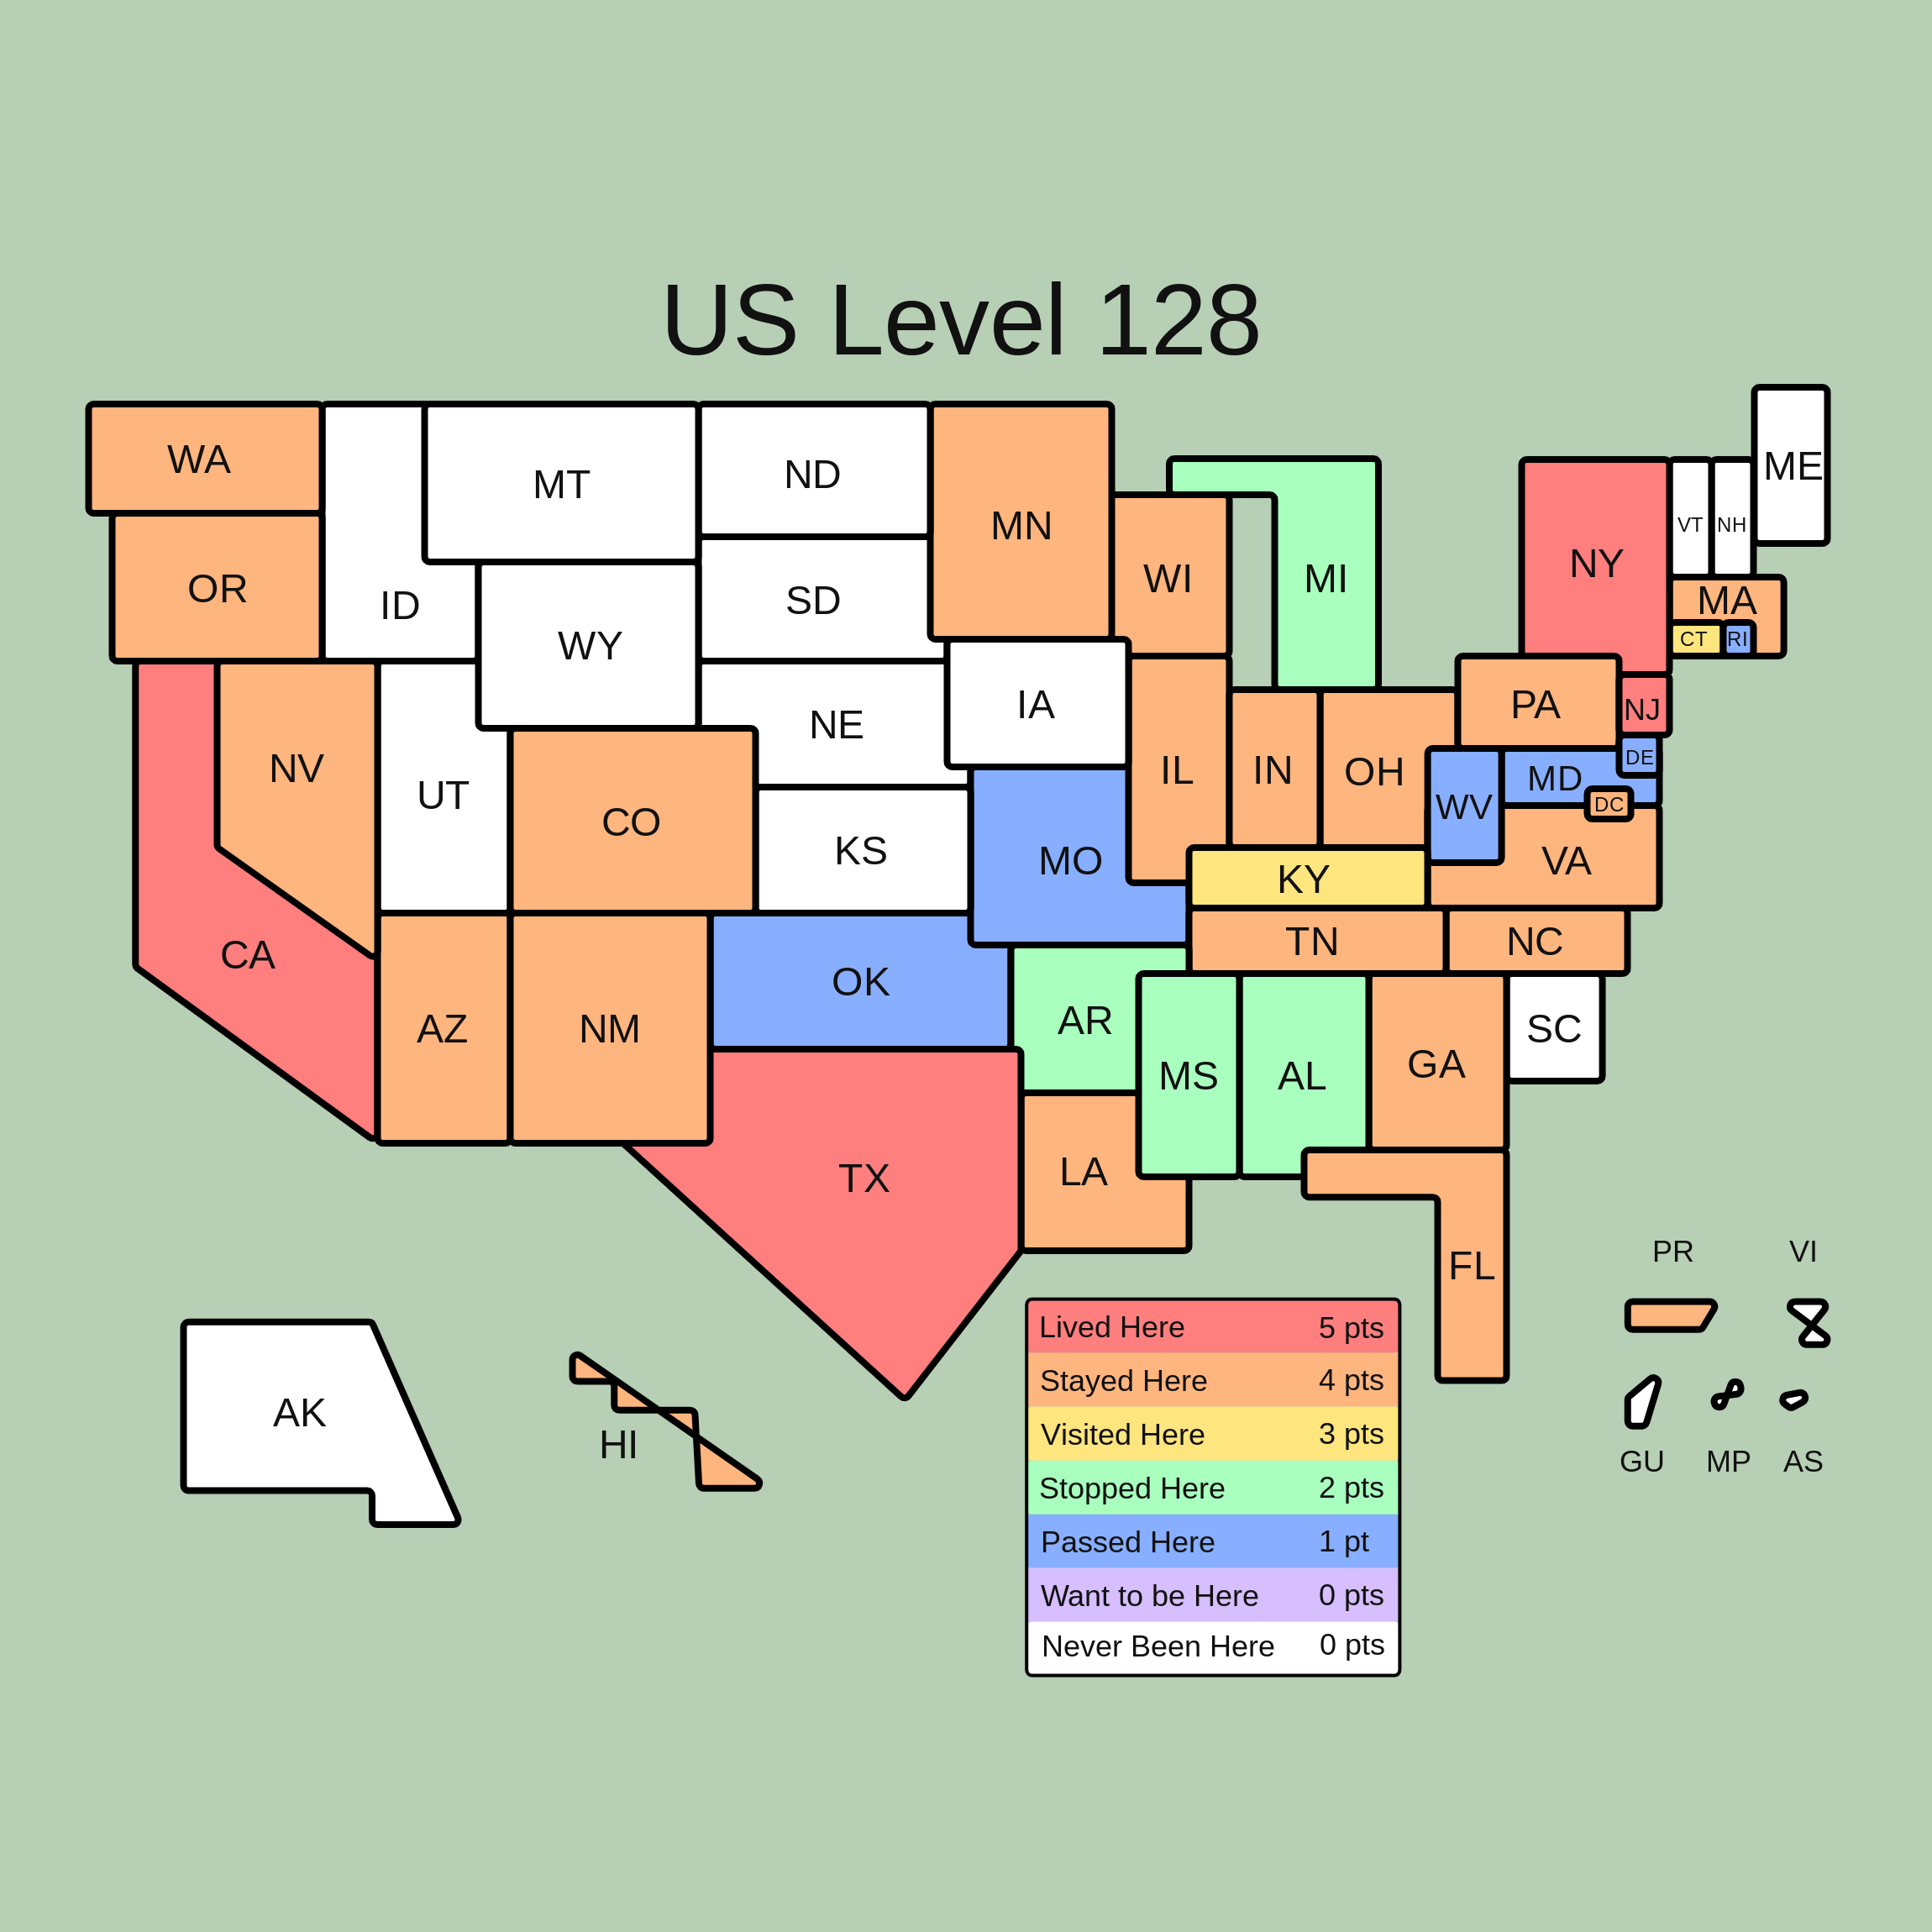 US Level 128
WA
MT
ND
MN
ME
OR
ID
WY
SD
WI
MI
NY
VT
NH
MA
CT
RI
NV
UT
CO
NE
IA
IL
IN
OH
PA
NJ
DE
MD
DC
WV
KS
MO
KY
VA
CA
AZ
NM
OK
AR
TN
NC
TX
LA
MS
AL
GA
SC
FL
AK
HI
PR
VI
GU
MP
AS
Lived Here 5 pts
Stayed Here 4 pts
Visited Here 3 pts
Stopped Here 2 pts
Passed Here 1 pt
Want to be Here 0 pts
Never Been Here 0 pts